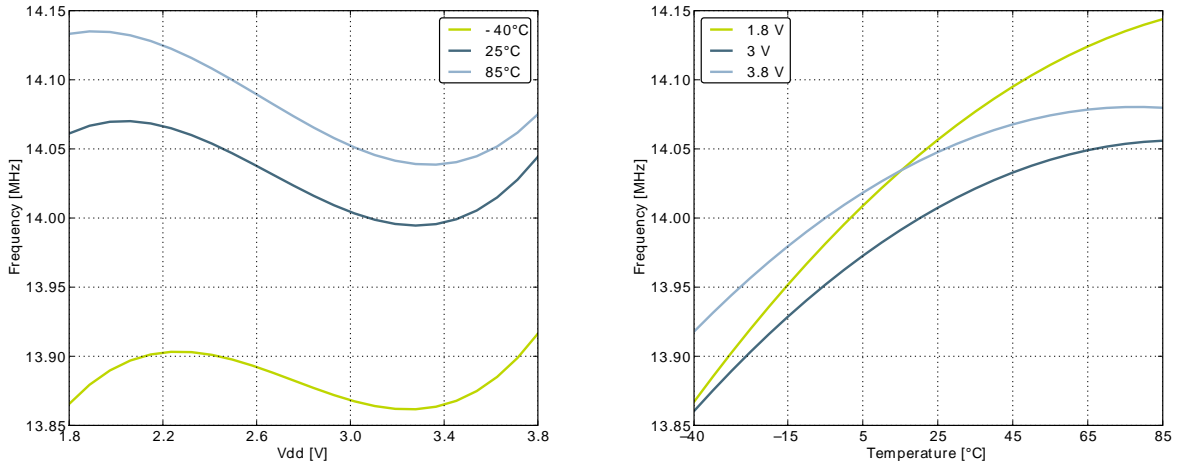 14.15
14.10
14.05
14.00
13.95
13.90
13.85
Frequency [MHz]
1.8 2.2 2.6 3.0 3.4 3.8
Vdd [V]
- 40°C
25°C
85°C
14.15
14.10
14.05
14.00
13.95
13.90
13.85
Frequency [MHz]
–40 –15 5 25 45 65 85
Temperature [°C]
1.8 V
3 V
3.8 V